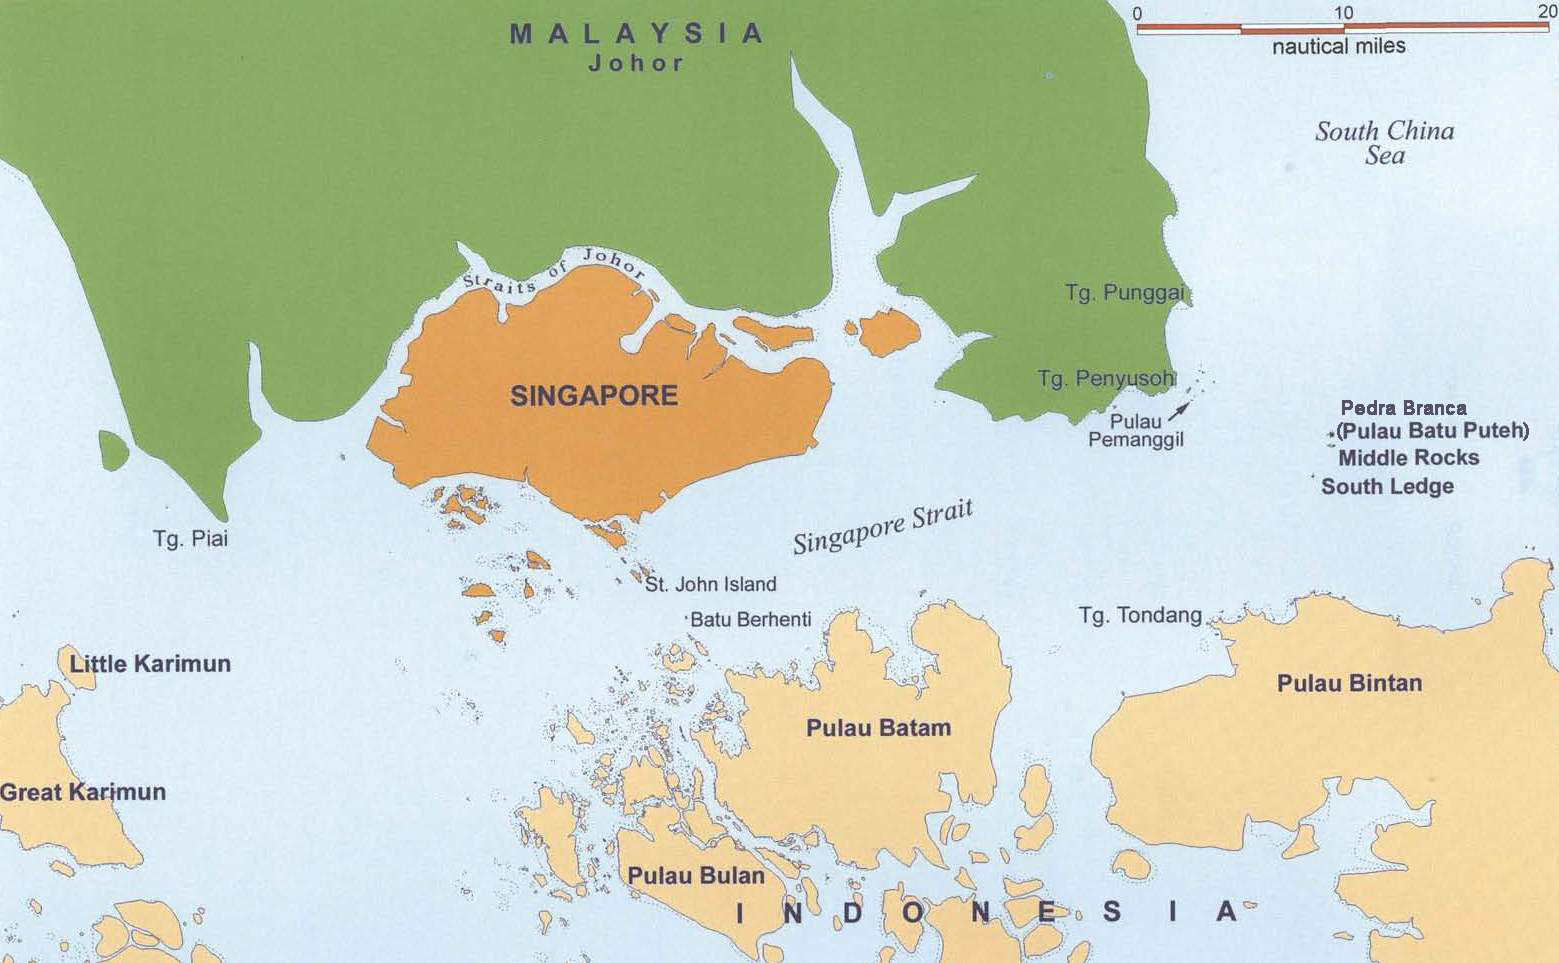 0 10 20
nautical miles
MALAYSIA
Johor
South China
Sea
Straits of Johor
Tg. Punggai
SINGAPORE
Tg. Penyusoh
Pulau
Pemanggil
Pedra Branca
(Pulau Batu Puteh)
Middle Rocks
South Ledge
Singapore Strait
Tg. Piai
St. John Island
Batu Berhenti
Tg. Tondang
Little Karimun
Pulau Bintan
Pulau Batam
Great Karimun
Pulau Bulan
INDONESIA